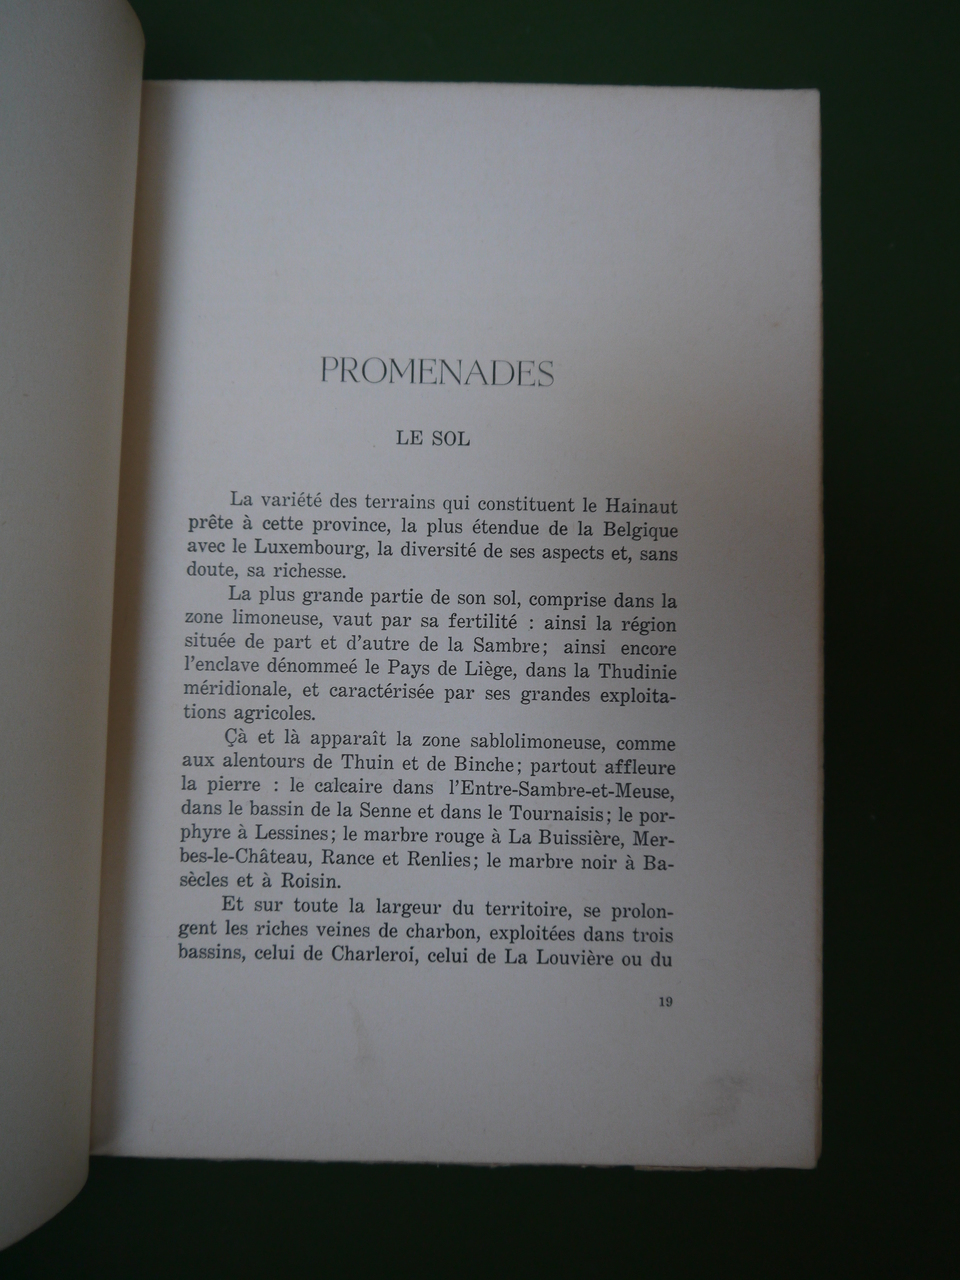 PROMENADES
LE SOL
La variété des terrains qui constituent le Hainaut
prête à cette province, la plus étendue de la Belgique
avec le Luxembourg, la diversité de ses aspects et, sans
doute, sa richesse.
La plus grande partie de son sol, comprise dans la
zone limoneuse, vaut par sa fertilité : ainsi la région
située de part et d'autre de la Sambre; ainsi encore
l'enclave dénommeé le Pays de Liège, dans la Thudinie
méridionale, et caractérisée par ses grandes exploita-
tions agricoles.
Çà et là apparaît la zone sablolimoneuse, comme
aux alentours de Thuin et de Binche; partout affleure
la pierre : le calcaire dans l'Entre-Sambre-et-Meuse,
dans le bassin de la Senne et dans le Tournaisis; le por-
phyre à Lessines; le marbre rouge à La Buissière, Mer-
bes-le-Château, Rance et Renlies; le marbre noir à Ba-
sècles et à Roisin.
Et sur toute la largeur du territoire, se prolon-
gent les riches veines de charbon, exploitées dans trois
bassins, celui de Charleroi, celui de La Louvière ou du
19